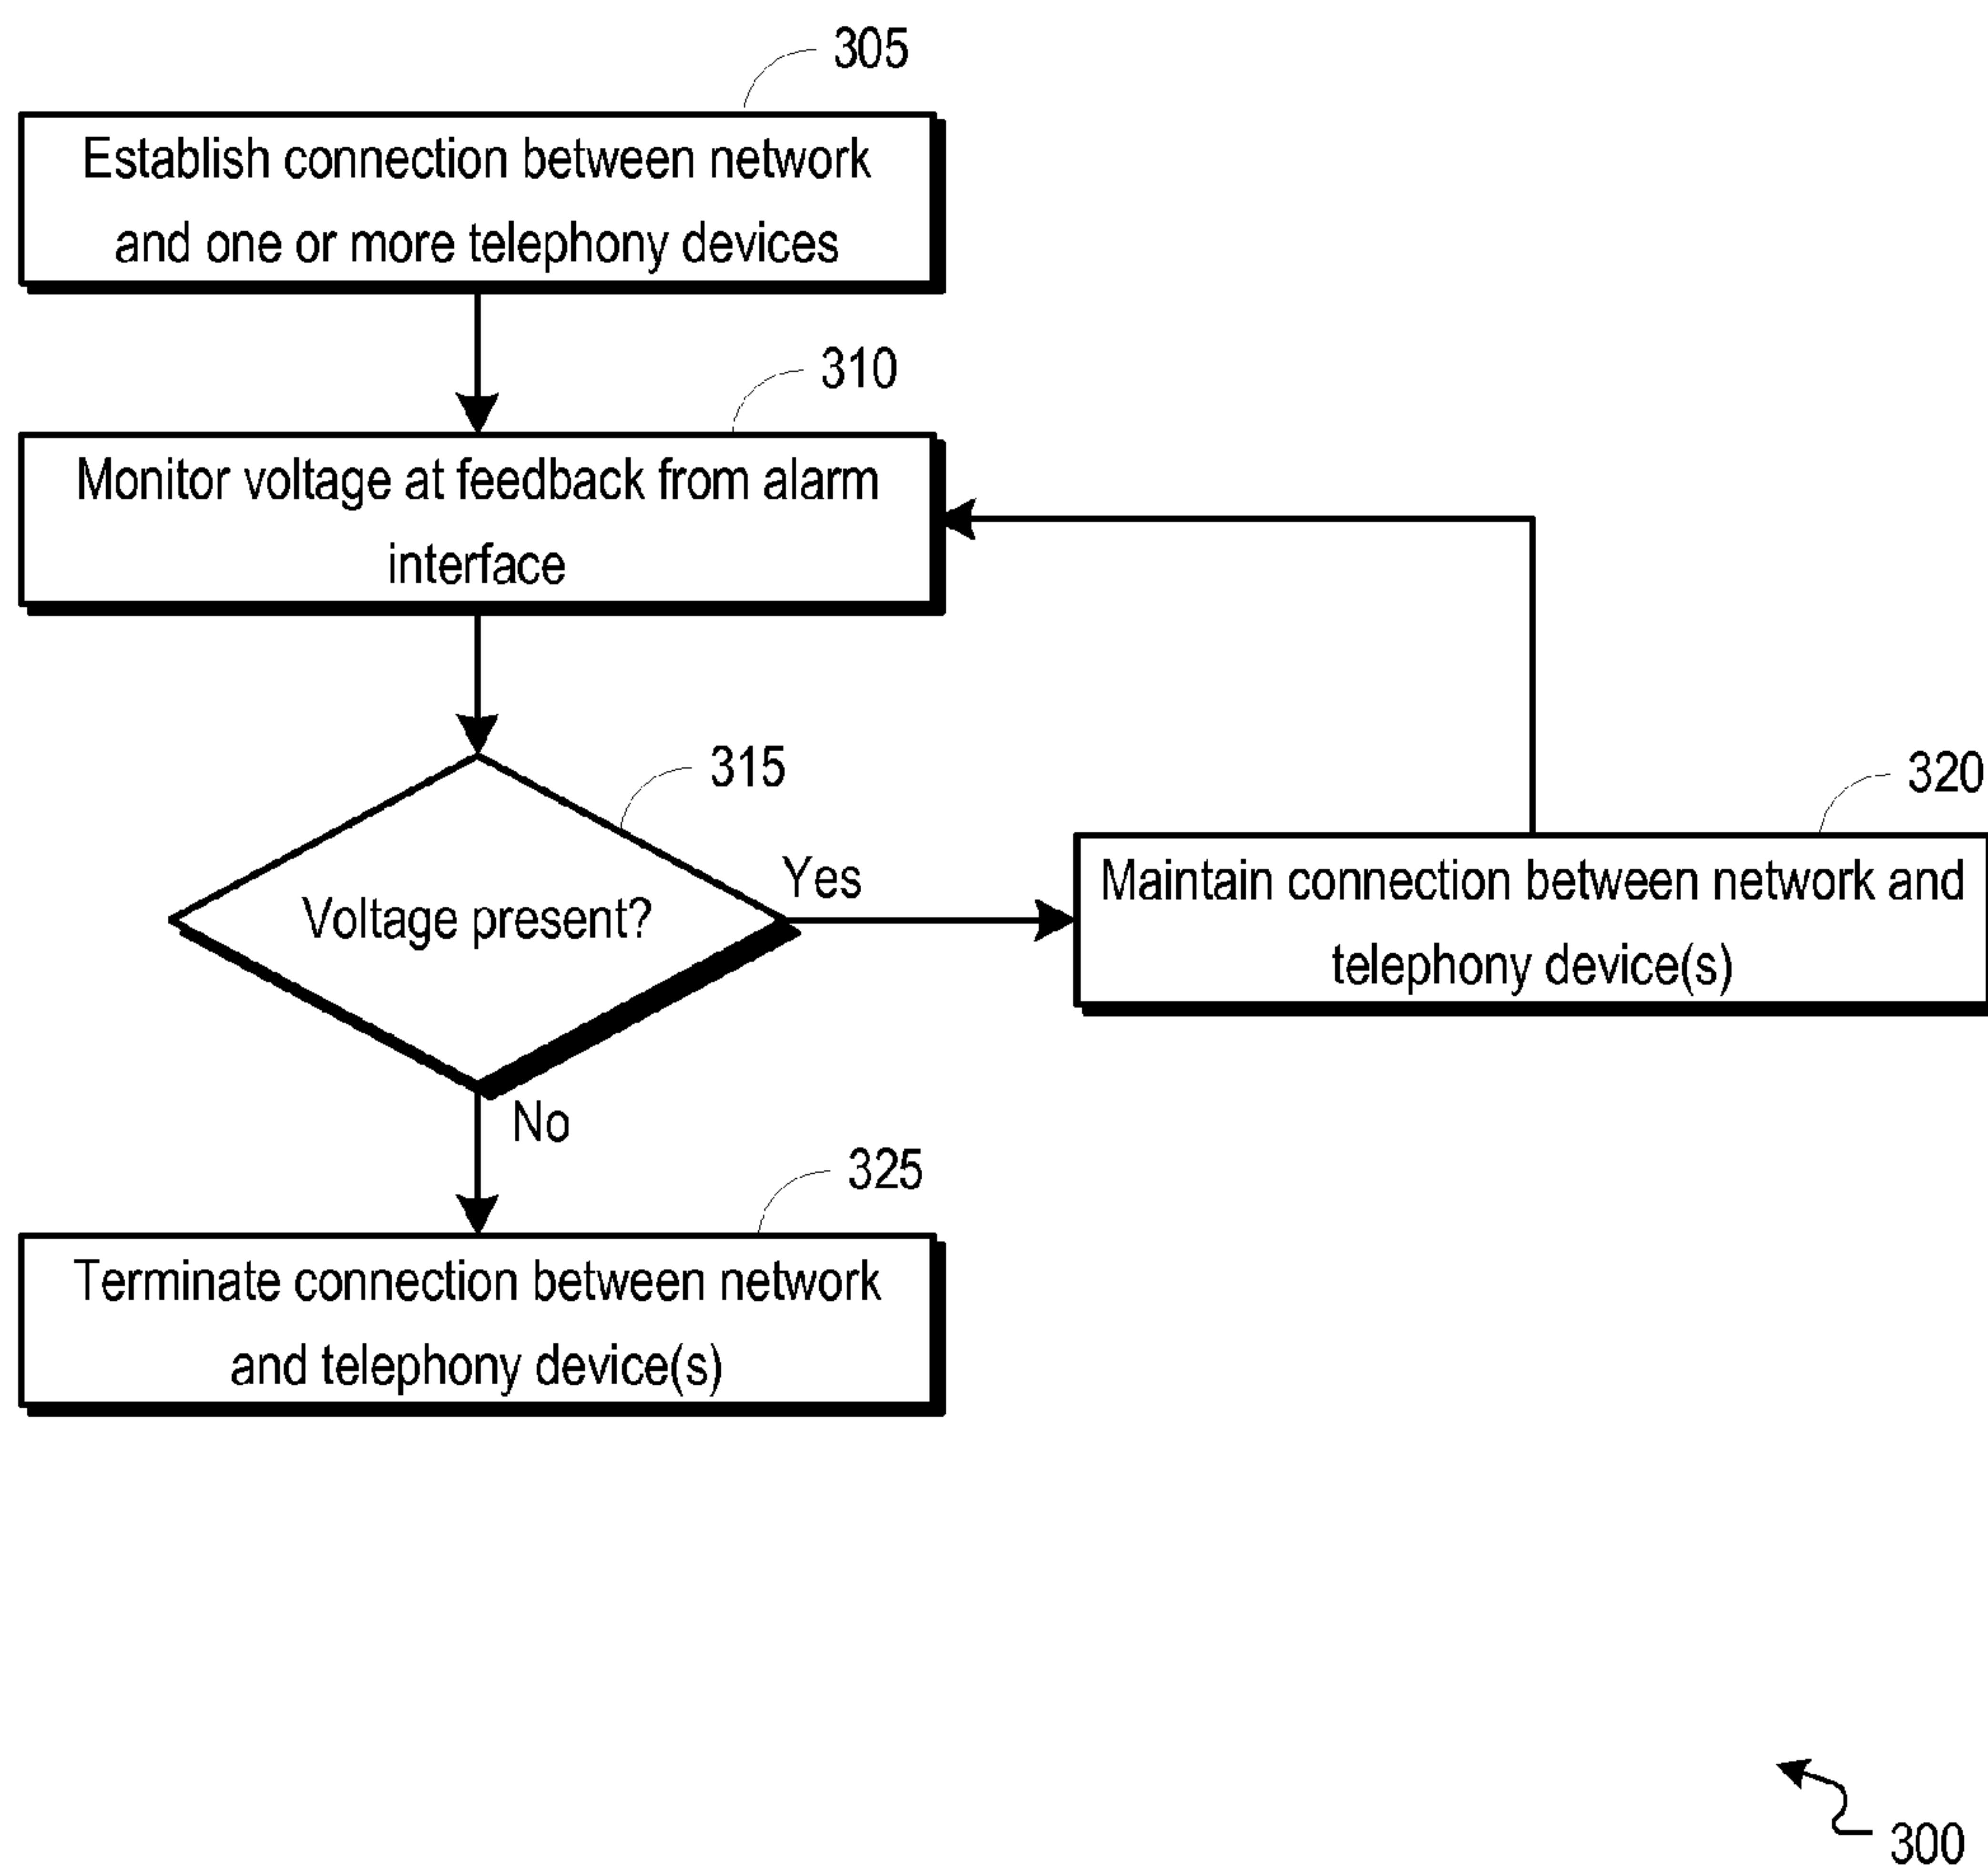 305
Establish connection between network
and one or more telephony devices
310
Monitor voltage at feedback from alarm
interface
315
Voltage present?
Yes
320
Maintain connection between network and
telephony device(s)
No
325
Terminate connection between network
and telephony device(s)
300